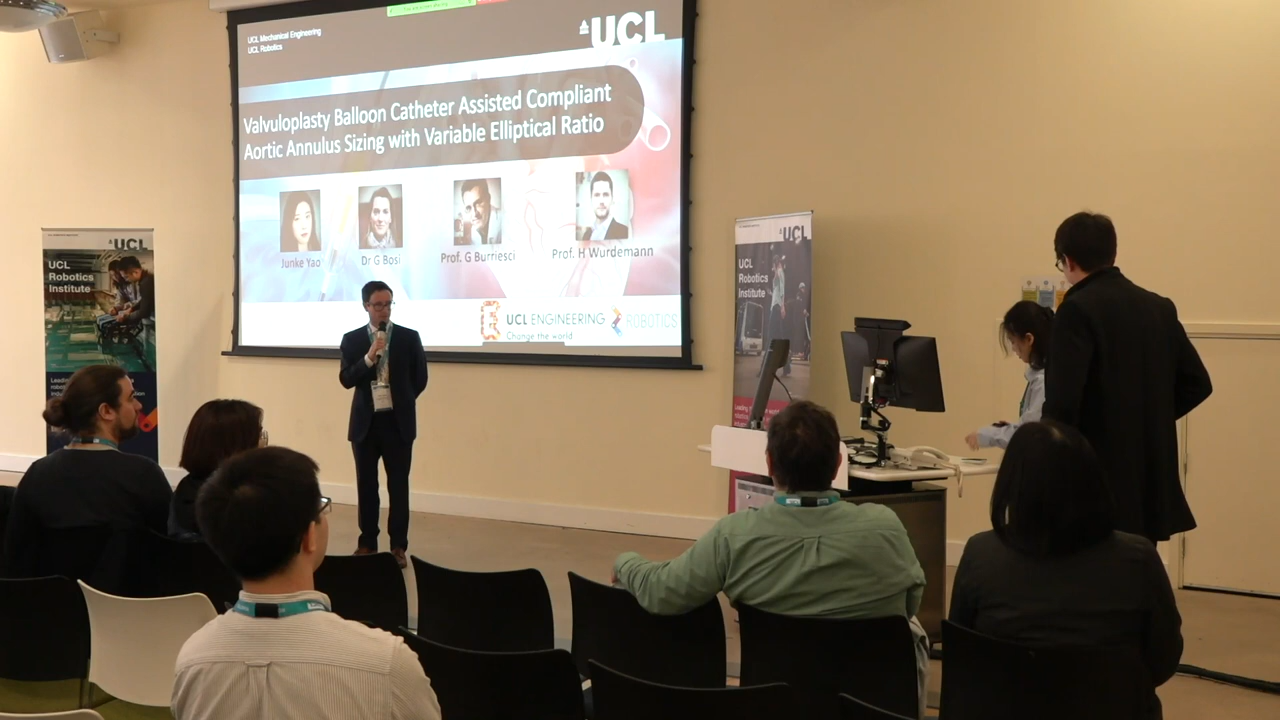 UCL Mechanical Engineering
UCL Robotics
UCL
Valvuloplasty Balloon Catheter Assisted Compliant
Aortic Annulus Sizing with Variable Elliptical Ratio
Junke Yao
Dr G Bosi
Prof. G Burriesci
Prof. H Wurdemann
UCL ENGINEERING
Change the world
ROBOTICS
UCL
UCL
Robotics
Institute
UCL
UCL
Robotics
Institute